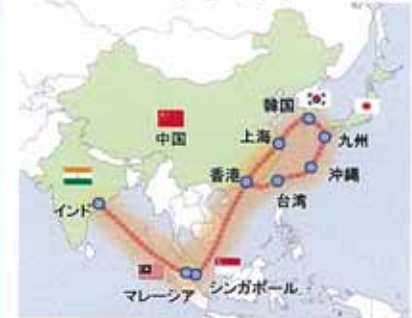 韓国
中国
上海
九州
香港
沖縄
台湾
インド
マレーシア
シンガポール